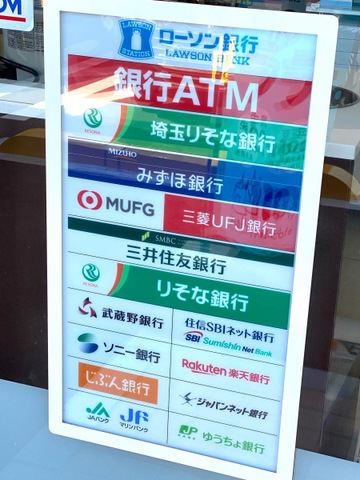 OM
LAWSON
STATION
ローソン銀行
LAWSON BANK
銀行ATM
RESONA
埼玉りそな銀行
MIZUHO
みずほ銀行
MUFG 三菱UFJ銀行
SMBC
三井住友銀行
RESONA
りそな銀行
武蔵野銀行
住信SBIネット銀行
SBI Sumishin Net Bank
ソニー銀行
Rakuten 楽天銀行
じぶん銀行
ジャパンネット銀行
JA
JAバンク
JF
マリンバンク
JP
ゆうちょ銀行